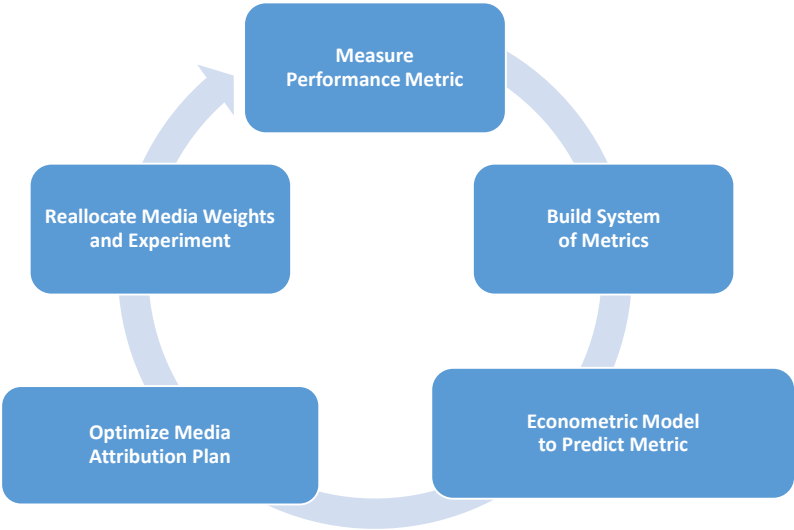 Measure
Performance Metric
Build System
of Metrics
Econometric Model
to Predict Metric
Optimize Media
Attribution Plan
Reallocate Media Weights
and Experiment